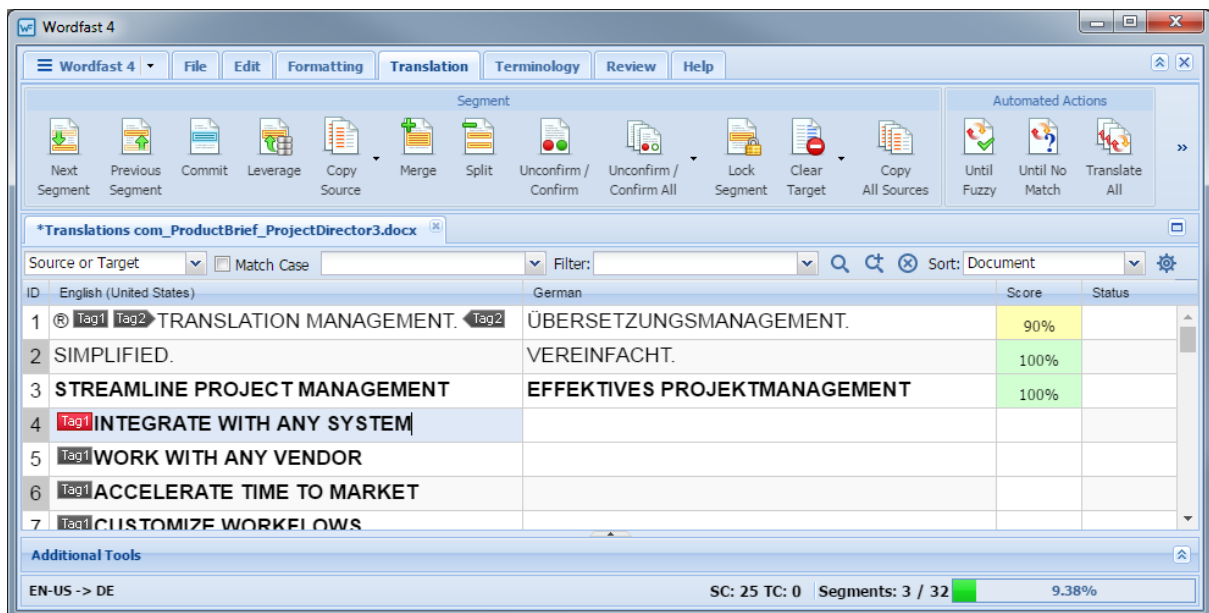 Wordfast 4
Wordfast 4 File Edit Formatting Translation Terminology Review Help
Segment Automated Actions
Next Segment Previous Segment Commit Leverage Copy Source Merge Split Unconfirm / Confirm Unconfirm / Confirm All Lock Segment Clear Target Copy All Sources Until Fuzzy Until No Match Translate All »
*Translations com_ProductBrief_ProjectDirector3.docx
Source or Target Match Case Filter: Sort: Document
ID English (United States) German Score Status
1 ® Tag1 Tag2 TRANSLATION MANAGEMENT. Tag2 ÜBERSETZUNGSMANAGEMENT. 90%
2 SIMPLIFIED. VEREINFACHT. 100%
3 STREAMLINE PROJECT MANAGEMENT EFFEKTIVES PROJEKTMANAGEMENT 100%
4 Tag1 INTEGRATE WITH ANY SYSTEM
5 Tag1 WORK WITH ANY VENDOR
6 Tag1 ACCELERATE TIME TO MARKET
7 Tag1 CUSTOMIZE WORKFLOWS
Additional Tools
EN-US -> DE SC: 25 TC: 0 Segments: 3 / 32 9.38%